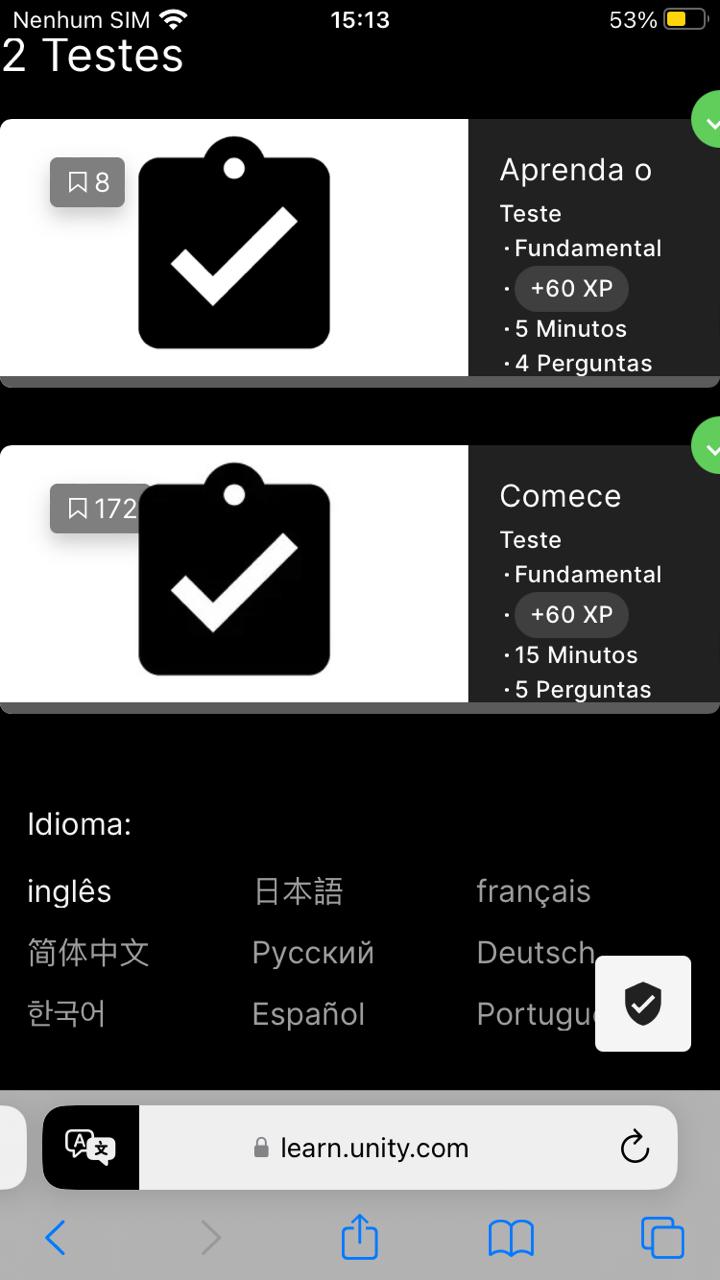 Nenhum SIM 15:13 53%
2 Testes
8
Aprenda o
Teste
· Fundamental
· +60 XP
· 5 Minutos
· 4 Perguntas
172
Comece
Teste
· Fundamental
· +60 XP
· 15 Minutos
· 5 Perguntas
Idioma:
inglês 日本語 français
简体中文 Русский Deutsch
한국어 Español Portugu
A 文 learn.unity.com